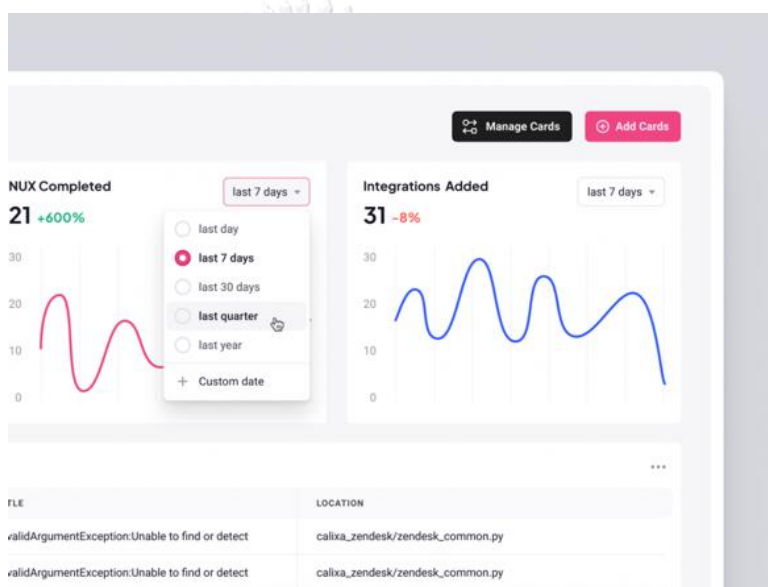 Manage Cards
Add Cards
NUX Completed
last 7 days
21 +600%
30
20
10
0
last day
last 7 days
last 30 days
last quarter
last year
+ Custom date
Integrations Added
last 7 days
31 -8%
30
20
10
0
TLE LOCATION
validArgumentException:Unable to find or detect calixa_zendesk/zendesk_common.py
validArgumentException:Unable to find or detect calixa_zendesk/zendesk_common.py